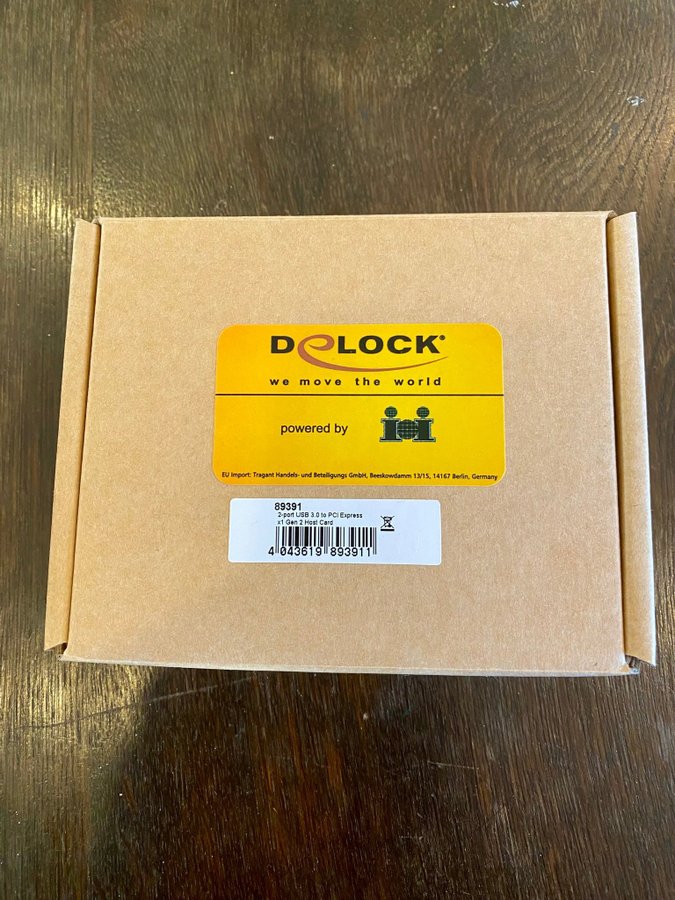 DeLOCK®
we move the world
powered by
ioi
EU Import: Tragant Handels- und Beteiligungs GmbH, Beeskowdamm 13/15, 14167 Berlin, Germany
89391
2-port USB 3.0 to PCI Express
x1 Gen 2 Host Card
4 043619 893911